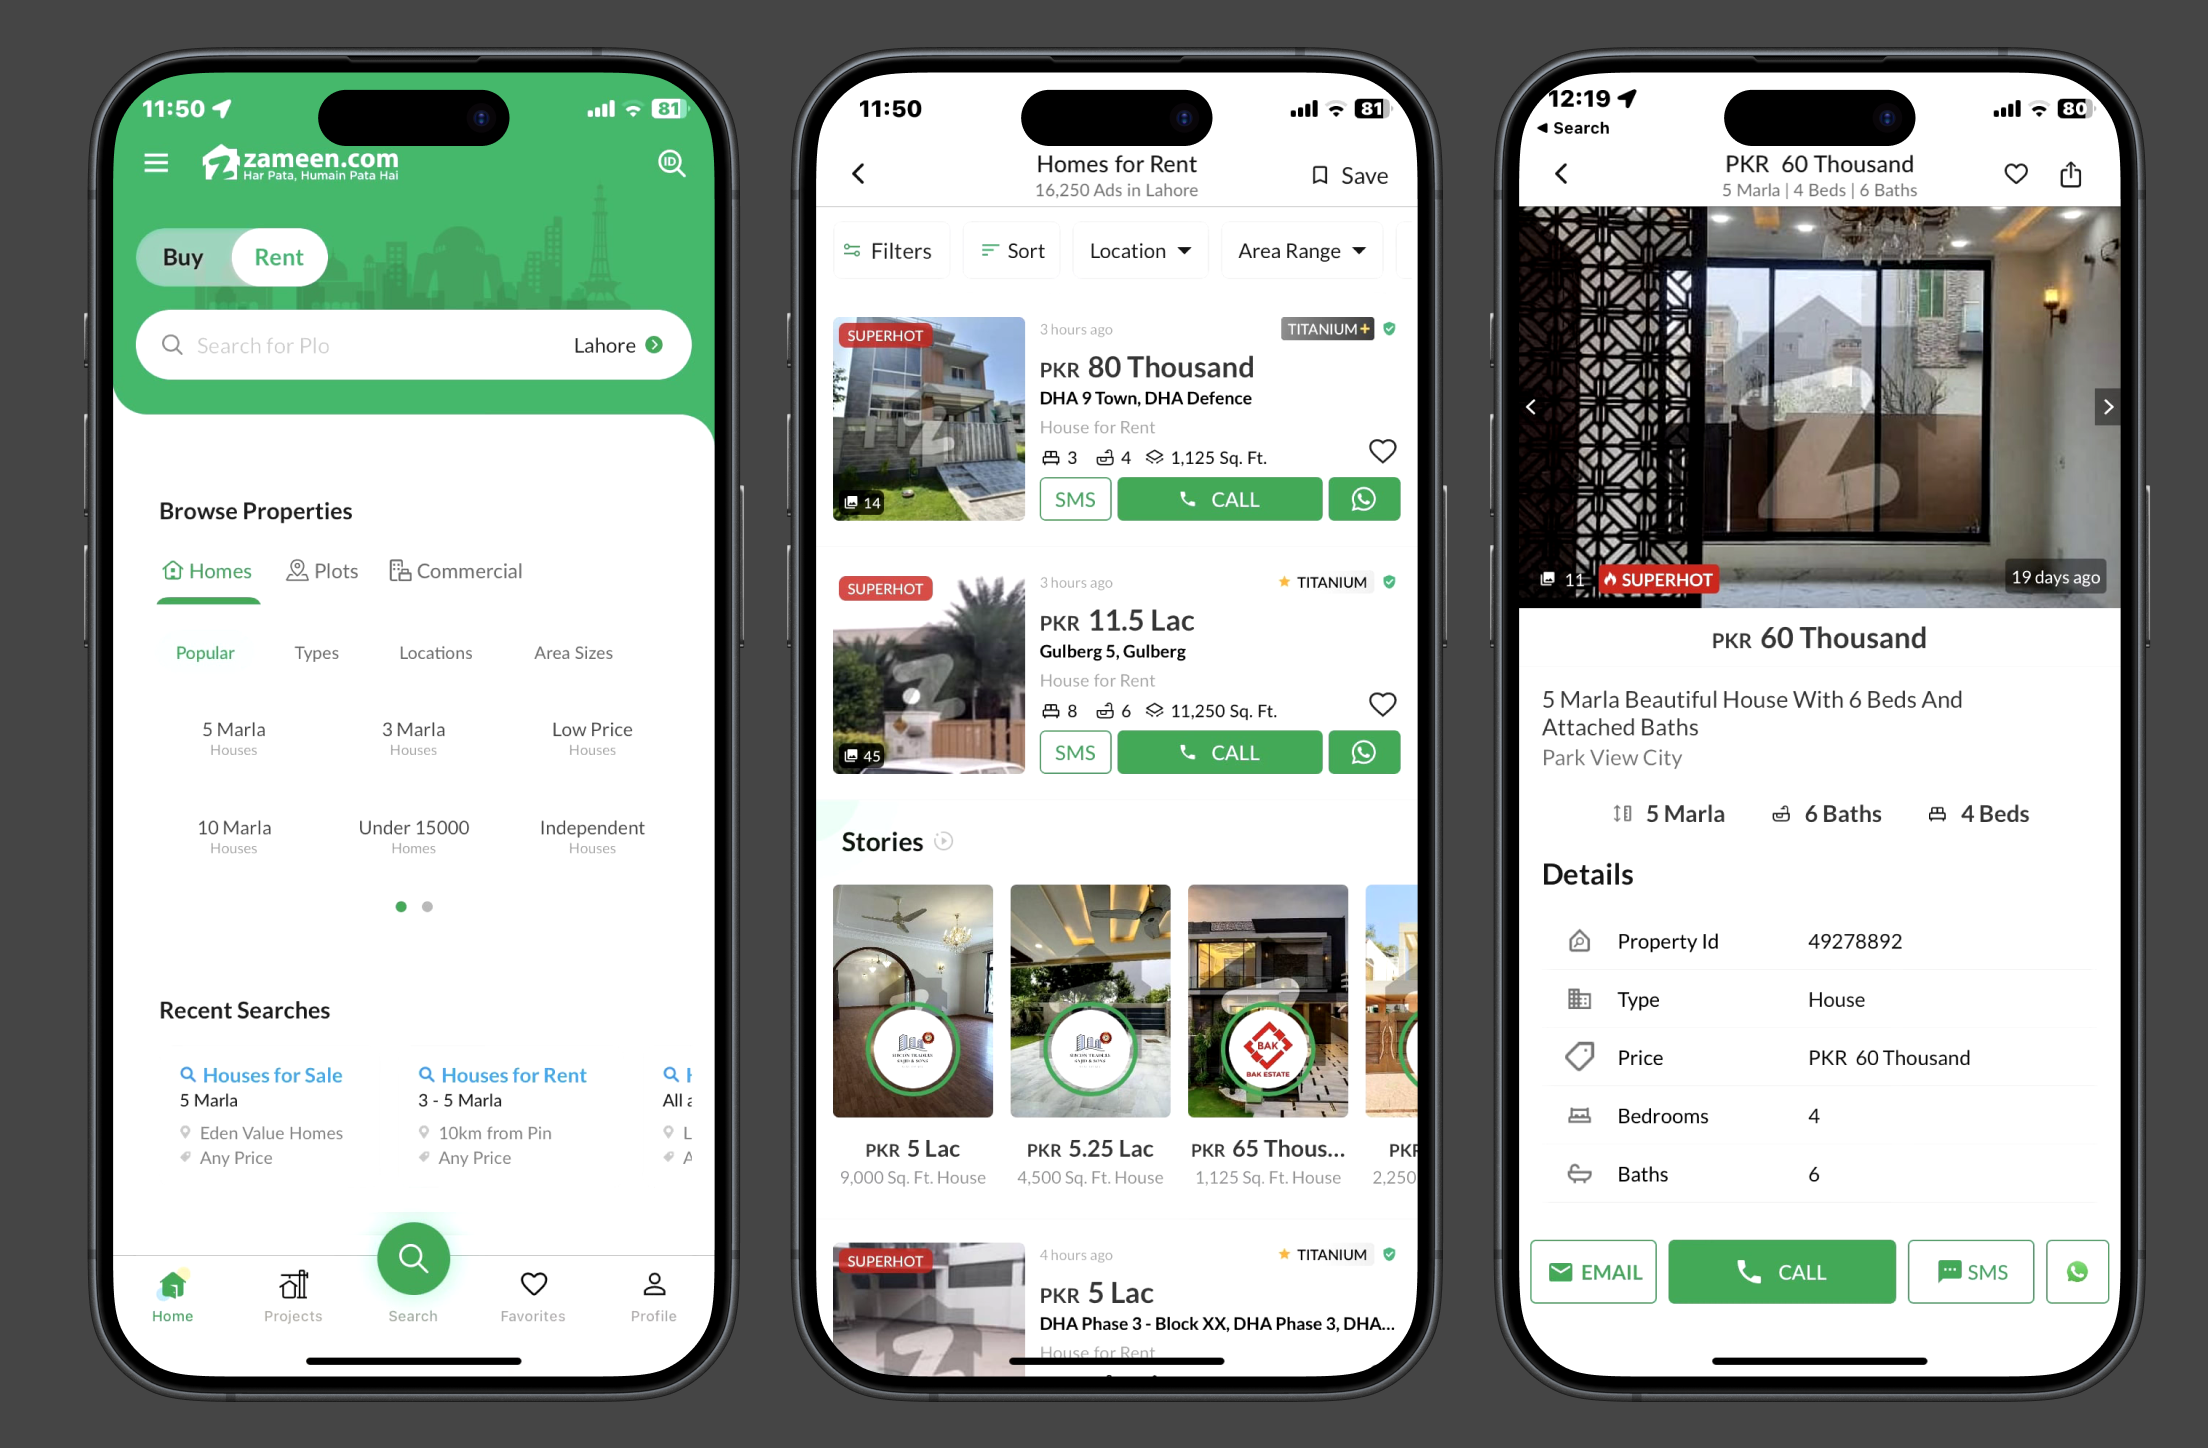 11:50
81
zameen.com
Har Pata, Humain Pata Hai
ID
Buy
Rent
Search for Plo
Lahore
Browse Properties
Homes
Plots
Commercial
Popular
Types
Locations
Area Sizes
5 Marla
Houses
3 Marla
Houses
Low Price
Houses
10 Marla
Houses
Under 15000
Homes
Independent
Houses
Recent Searches
Houses for Sale
5 Marla
Eden Value Homes
Any Price
Houses for Rent
3 - 5 Marla
10km from Pin
Any Price
All
L
A
Home
Projects
Search
Favorites
Profile
11:50
81
Homes for Rent
16,250 Ads in Lahore
Save
Filters
Sort
Location
Area Range
SUPERHOT
14
3 hours ago
TITANIUM+
PKR 80 Thousand
DHA 9 Town, DHA Defence
House for Rent
3 4 1,125 Sq. Ft.
SMS
CALL
SUPERHOT
45
3 hours ago
TITANIUM
PKR 11.5 Lac
Gulberg 5, Gulberg
House for Rent
8 6 11,250 Sq. Ft.
SMS
CALL
Stories
BAK
BAK ESTATE
PKR 5 Lac
9,000 Sq. Ft. House
PKR 5.25 Lac
4,500 Sq. Ft. House
PKR 65 Thous...
1,125 Sq. Ft. House
PKR
2,250
SUPERHOT
4 hours ago
TITANIUM
PKR 5 Lac
DHA Phase 3 - Block XX, DHA Phase 3, DHA...
House for Rent
12:19
80
Search
PKR 60 Thousand
5 Marla | 4 Beds | 6 Baths
11
SUPERHOT
19 days ago
PKR 60 Thousand
5 Marla Beautiful House With 6 Beds And
Attached Baths
Park View City
5 Marla
6 Baths
4 Beds
Details
Property Id 49278892
Type House
Price PKR 60 Thousand
Bedrooms 4
Baths 6
EMAIL
CALL
SMS